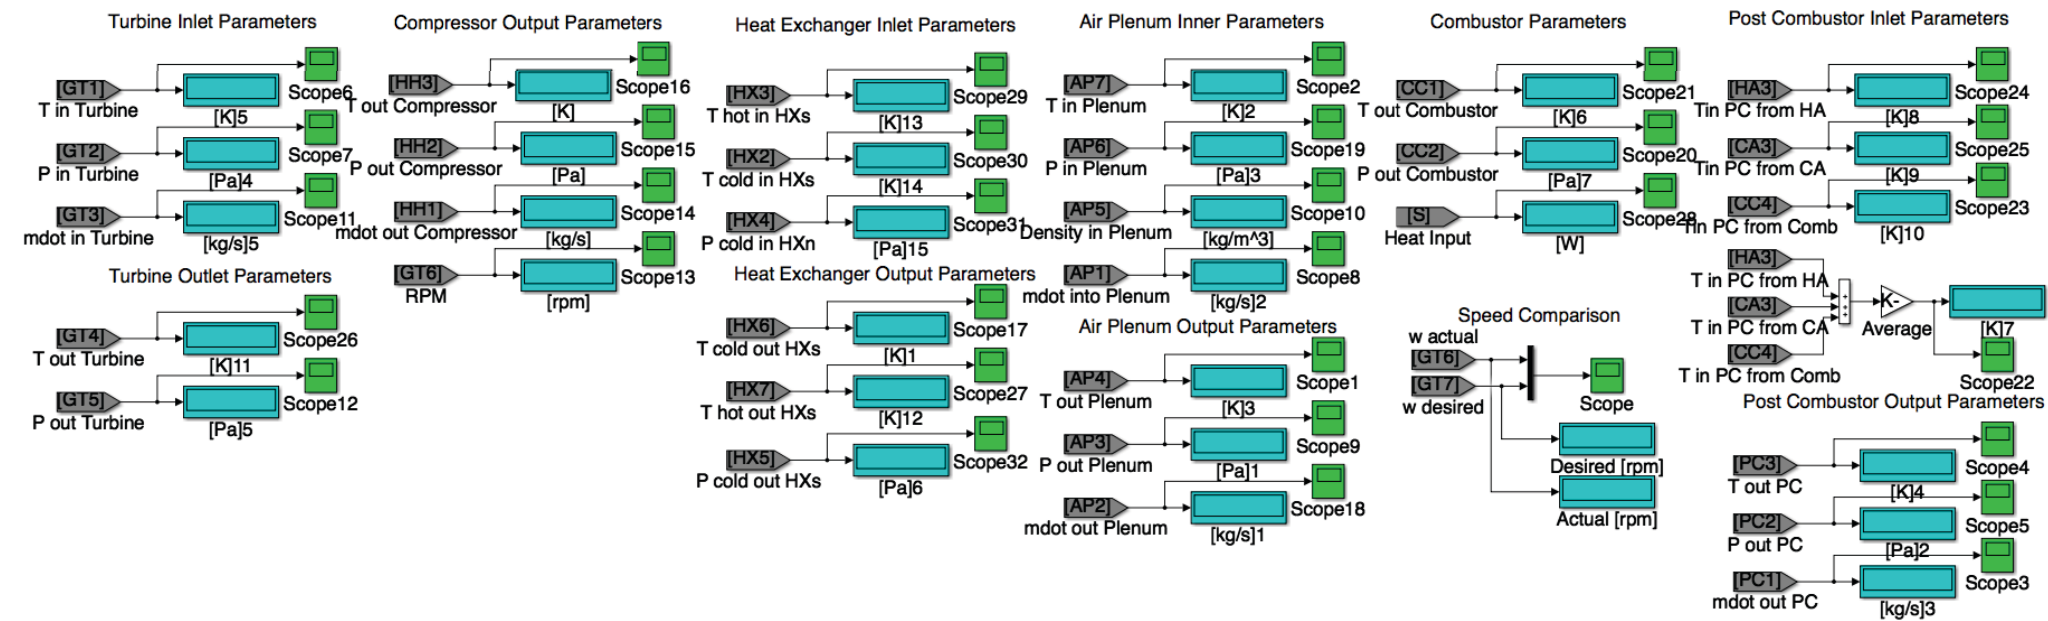 Turbine Inlet Parameters
[GT1]
T in Turbine
[K]5
Scope6
[GT2]
P in Turbine
[Pa]4
Scope7
[GT3]
mdot in Turbine
[kg/s]5
Scope11
Turbine Outlet Parameters
[GT4]
T out Turbine
[K]11
Scope26
[GT5]
P out Turbine
[Pa]5
Scope12
Compressor Output Parameters
[HH3]
T out Compressor
[K]
Scope16
[HH2]
P out Compressor
[Pa]
Scope15
[HH1]
mdot out Compressor
[kg/s]
Scope14
[GT6]
RPM
[rpm]
Scope13
Heat Exchanger Inlet Parameters
[HX3]
T hot in HXs
[K]13
Scope29
[HX2]
T cold in HXs
[K]14
Scope30
[HX4]
P cold in HXn
[Pa]15
Scope31
Heat Exchanger Output Parameters
[HX6]
T cold out HXs
[K]1
Scope17
[HX7]
T hot out HXs
[K]12
Scope27
[HX5]
P cold out HXs
[Pa]6
Scope32
Air Plenum Inner Parameters
[AP7]
T in Plenum
[K]2
Scope2
[AP6]
P in Plenum
[Pa]3
Scope19
[AP5]
Density in Plenum
[kg/m^3]
Scope10
[AP1]
mdot into Plenum
[kg/s]2
Scope8
Air Plenum Output Parameters
[AP4]
T out Plenum
[K]3
Scope1
[AP3]
P out Plenum
[Pa]1
Scope9
[AP2]
mdot out Plenum
[kg/s]1
Scope18
Combustor Parameters
[CC1]
T out Combustor
[K]6
Scope21
[CC2]
P out Combustor
[Pa]7
Scope20
[S]
Heat Input
[W]
Scope28
Speed Comparison
w actual
[GT6]
[GT7]
w desired
Scope
Desired [rpm]
Actual [rpm]
Post Combustor Inlet Parameters
[HA3]
Tin PC from HA
[K]8
Scope24
[CA3]
Tin PC from CA
[K]9
Scope25
[CC4]
Tin PC from Comb
[K]10
Scope23
[HA3]
T in PC from HA
[CA3]
T in PC from CA
[CC4]
T in PC from Comb
+
+
+
K-
Average
[K]7
Scope22
Post Combustor Output Parameters
[PC3]
T out PC
[K]4
Scope4
[PC2]
P out PC
[Pa]2
Scope5
[PC1]
mdot out PC
[kg/s]3
Scope3